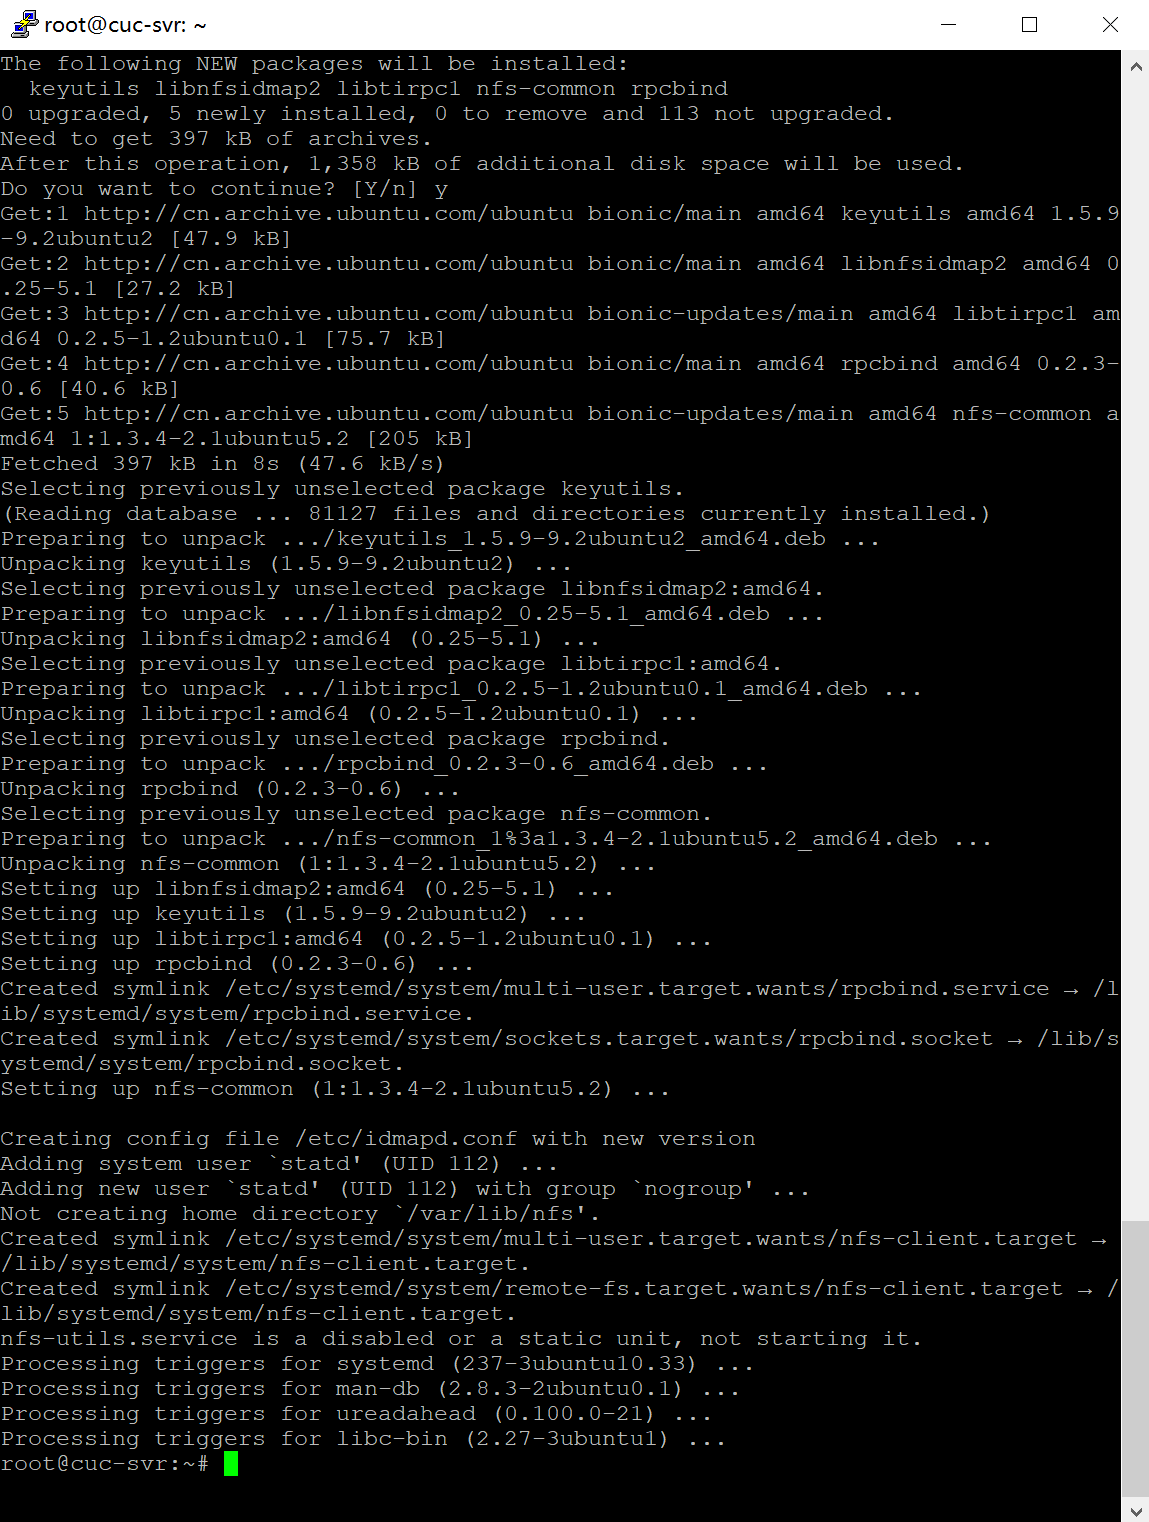 root@cuc-svr: ~
The following NEW packages will be installed:
  keyutils libnfsidmap2 libtirpc1 nfs-common rpcbind
0 upgraded, 5 newly installed, 0 to remove and 113 not upgraded.
Need to get 397 kB of archives.
After this operation, 1,358 kB of additional disk space will be used.
Do you want to continue? [Y/n] y
Get:1 http://cn.archive.ubuntu.com/ubuntu bionic/main amd64 keyutils amd64 1.5.9
-9.2ubuntu2 [47.9 kB]
Get:2 http://cn.archive.ubuntu.com/ubuntu bionic/main amd64 libnfsidmap2 amd64 0
.25-5.1 [27.2 kB]
Get:3 http://cn.archive.ubuntu.com/ubuntu bionic-updates/main amd64 libtirpc1 am
d64 0.2.5-1.2ubuntu0.1 [75.7 kB]
Get:4 http://cn.archive.ubuntu.com/ubuntu bionic/main amd64 rpcbind amd64 0.2.3-
0.6 [40.6 kB]
Get:5 http://cn.archive.ubuntu.com/ubuntu bionic-updates/main amd64 nfs-common a
md64 1:1.3.4-2.1ubuntu5.2 [205 kB]
Fetched 397 kB in 8s (47.6 kB/s)
Selecting previously unselected package keyutils.
(Reading database ... 81127 files and directories currently installed.)
Preparing to unpack .../keyutils_1.5.9-9.2ubuntu2_amd64.deb ...
Unpacking keyutils (1.5.9-9.2ubuntu2) ...
Selecting previously unselected package libnfsidmap2:amd64.
Preparing to unpack .../libnfsidmap2_0.25-5.1_amd64.deb ...
Unpacking libnfsidmap2:amd64 (0.25-5.1) ...
Selecting previously unselected package libtirpc1:amd64.
Preparing to unpack .../libtirpc1_0.2.5-1.2ubuntu0.1_amd64.deb ...
Unpacking libtirpc1:amd64 (0.2.5-1.2ubuntu0.1) ...
Selecting previously unselected package rpcbind.
Preparing to unpack .../rpcbind_0.2.3-0.6_amd64.deb ...
Unpacking rpcbind (0.2.3-0.6) ...
Selecting previously unselected package nfs-common.
Preparing to unpack .../nfs-common_1%3a1.3.4-2.1ubuntu5.2_amd64.deb ...
Unpacking nfs-common (1:1.3.4-2.1ubuntu5.2) ...
Setting up libnfsidmap2:amd64 (0.25-5.1) ...
Setting up keyutils (1.5.9-9.2ubuntu2) ...
Setting up libtirpc1:amd64 (0.2.5-1.2ubuntu0.1) ...
Setting up rpcbind (0.2.3-0.6) ...
Created symlink /etc/systemd/system/multi-user.target.wants/rpcbind.service → /l
ib/systemd/system/rpcbind.service.
Created symlink /etc/systemd/system/sockets.target.wants/rpcbind.socket → /lib/s
ystemd/system/rpcbind.socket.
Setting up nfs-common (1:1.3.4-2.1ubuntu5.2) ...

Creating config file /etc/idmapd.conf with new version
Adding system user `statd' (UID 112) ...
Adding new user `statd' (UID 112) with group `nogroup' ...
Not creating home directory `/var/lib/nfs'.
Created symlink /etc/systemd/system/multi-user.target.wants/nfs-client.target →
/lib/systemd/system/nfs-client.target.
Created symlink /etc/systemd/system/remote-fs.target.wants/nfs-client.target → /
lib/systemd/system/nfs-client.target.
nfs-utils.service is a disabled or a static unit, not starting it.
Processing triggers for systemd (237-3ubuntu10.33) ...
Processing triggers for man-db (2.8.3-2ubuntu0.1) ...
Processing triggers for ureadahead (0.100.0-21) ...
Processing triggers for libc-bin (2.27-3ubuntu1) ...
root@cuc-svr:~#